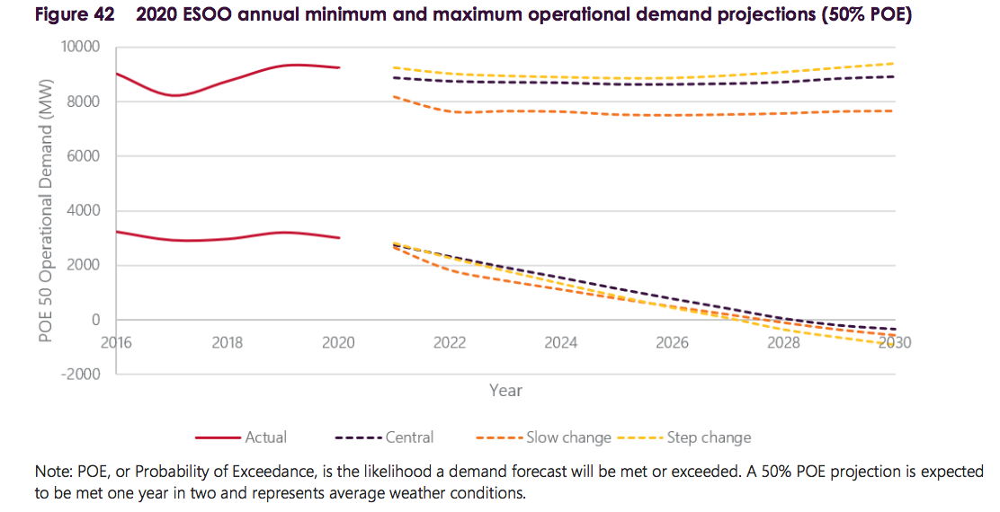 Figure 42 2020 ESOO annual minimum and maximum operational demand projections (50% POE)
10000
8000
6000
4000
2000
0
-2000
POE 50 Operational Demand (MW)
2016 2018 2020 2022 2024 2026 2028 2030
Year
Actual Central Slow change Step change
Note: POE, or Probability of Exceedance, is the likelihood a demand forecast will be met or exceeded. A 50% POE projection is expected
to be met one year in two and represents average weather conditions.